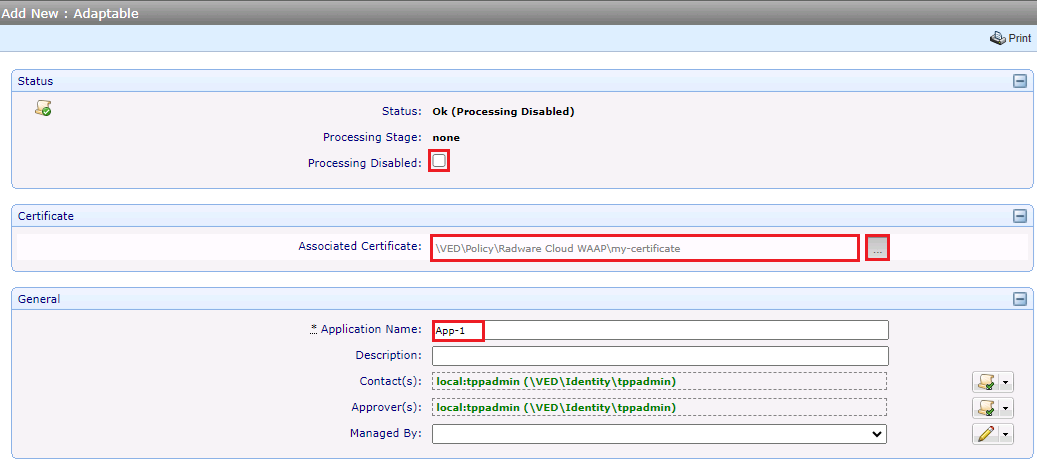 Add New : Adaptable
Print
Status
Status: Ok (Processing Disabled)
Processing Stage: none
Processing Disabled:
Certificate
Associated Certificate: \VED\Policy\Radware Cloud WAAP\my-certificate ...
General
* Application Name: App-1
Description:
Contact(s): local:tppadmin (\VED\Identity\tppadmin)
Approver(s): local:tppadmin (\VED\Identity\tppadmin)
Managed By: